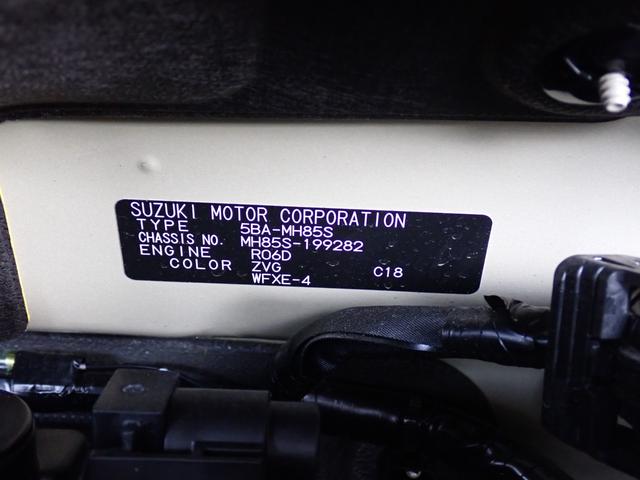 SUZUKI MOTOR CORPORATION
TYPE 5BA-MH85S
CHASSIS NO. MH85S-199282
ENGINE R06D
COLOR ZVG C18
WFXE-4